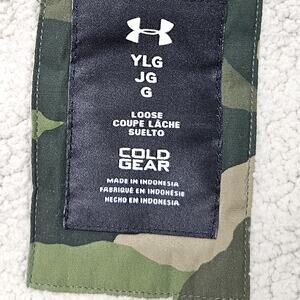 YLG
JG
G
LOOSE
COUPE LÂCHE
SUELTO
COLD
GEAR
MADE IN INDONESIA
FABRIQUÉ EN INDONÉSIE
HECHO EN INDONESIA